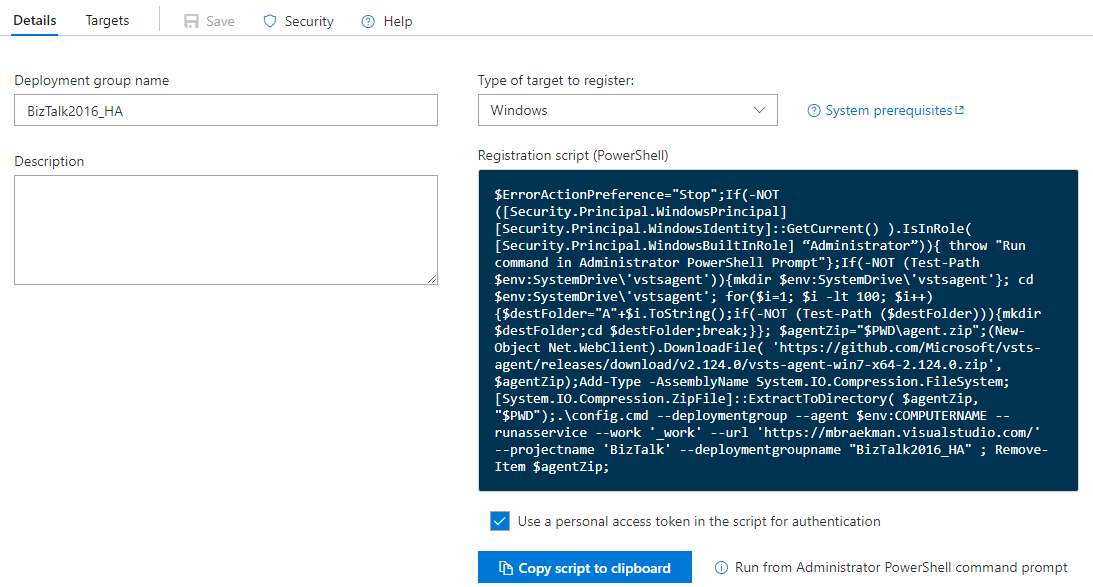 Details Targets Save Security Help
Deployment group name
BizTalk2016_HA
Description
Type of target to register:
Windows
System prerequisites
Registration script (PowerShell)
$ErrorActionPreference="Stop";If(-NOT
([Security.Principal.WindowsPrincipal]
[Security.Principal.WindowsIdentity]::GetCurrent() ).IsInRole(
[Security.Principal.WindowsBuiltInRole] “Administrator”)){ throw "Run
command in Administrator PowerShell Prompt"};If(-NOT (Test-Path
$env:SystemDrive\'vstsagent')){mkdir $env:SystemDrive\'vstsagent'}; cd
$env:SystemDrive\'vstsagent'; for($i=1; $i -lt 100; $i++)
{$destFolder="A"+$i.ToString();if(-NOT (Test-Path ($destFolder))){mkdir
$destFolder;cd $destFolder;break;}}; $agentZip="$PWD\agent.zip";(New-
Object Net.WebClient).DownloadFile( 'https://github.com/Microsoft/vsts-
agent/releases/download/v2.124.0/vsts-agent-win7-x64-2.124.0.zip',
$agentZip);Add-Type -AssemblyName System.IO.Compression.FileSystem;
[System.IO.Compression.ZipFile]::ExtractToDirectory( $agentZip,
"$PWD");.\config.cmd --deploymentgroup --agent $env:COMPUTERNAME --
runasservice --work '_work' --url 'https://mbraekman.visualstudio.com/'
--projectname 'BizTalk' --deploymentgroupname "BizTalk2016_HA" ; Remove-
Item $agentZip;
Use a personal access token in the script for authentication
Copy script to clipboard Run from Administrator PowerShell command prompt